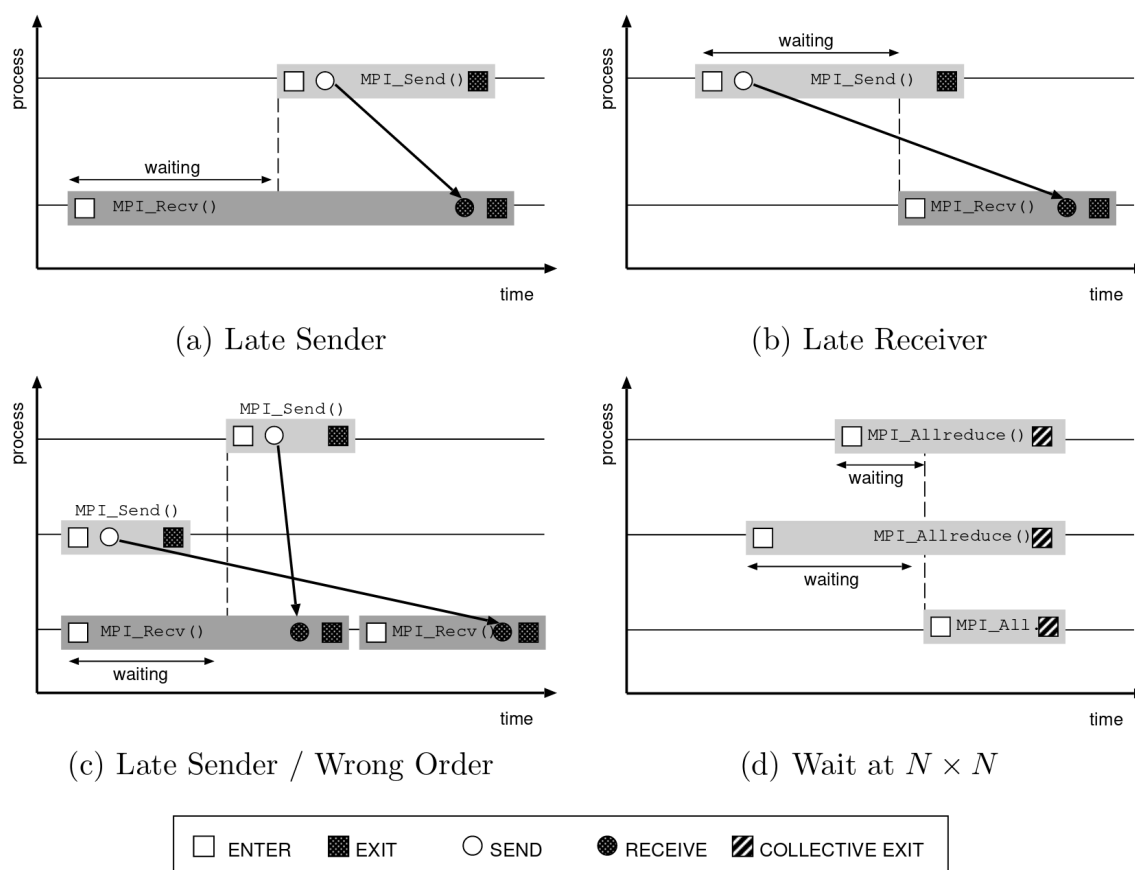 process
waiting
MPI_Send()
MPI_Recv()
time
(a) Late Sender
process
waiting
MPI_Send()
MPI_Recv()
time
(b) Late Receiver
process
MPI_Send()
MPI_Send()
MPI_Recv()
MPI_Recv()
waiting
time
(c) Late Sender / Wrong Order
process
MPI_Allreduce()
waiting
MPI_Allreduce()
waiting
MPI_All.
time
(d) Wait at N × N
ENTER EXIT SEND RECEIVE COLLECTIVE EXIT